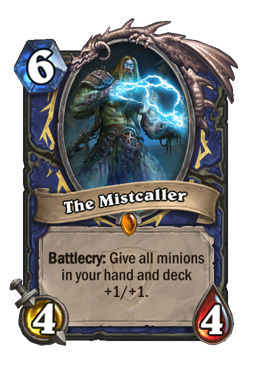 6
The Mistcaller
Battlecry: Give all minions
in your hand and deck
+1/+1.
4 4